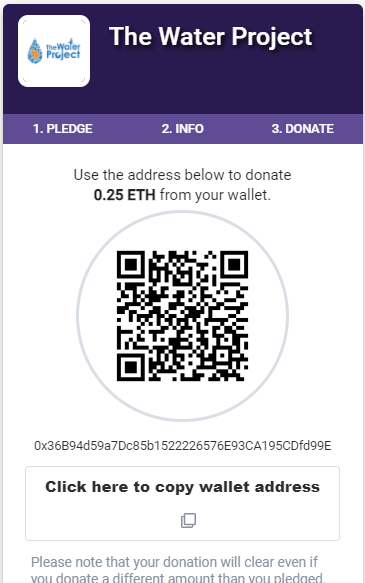 The Water Project
The Water
Project
1. PLEDGE 2. INFO 3. DONATE
Use the address below to donate
0.25 ETH from your wallet.
0x36B94d59a7Dc85b1522226576E93CA195CDfd99E
Click here to copy wallet address
Please note that your donation will clear even if
you donate a different amount than you pledged.